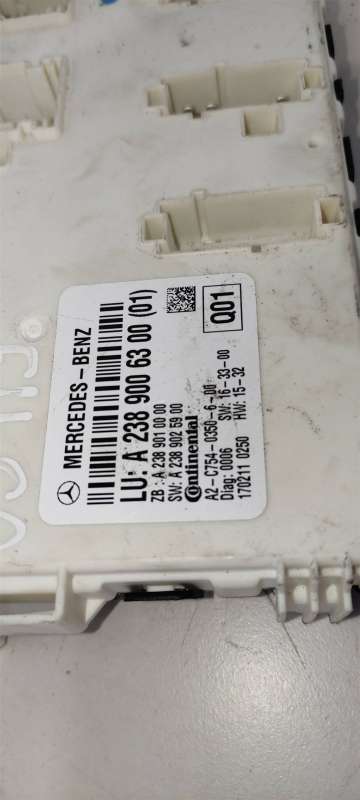 MERCEDES-BENZ
LU: A 238 900 63 00 (01)
ZB : A 238 901 00 00
SW: A 238 902 59 00
Continental
Q01
A2-C754-0350-6-00
Diag: 0006 SW: 16-33-00
170211 0250 HW: 15-32